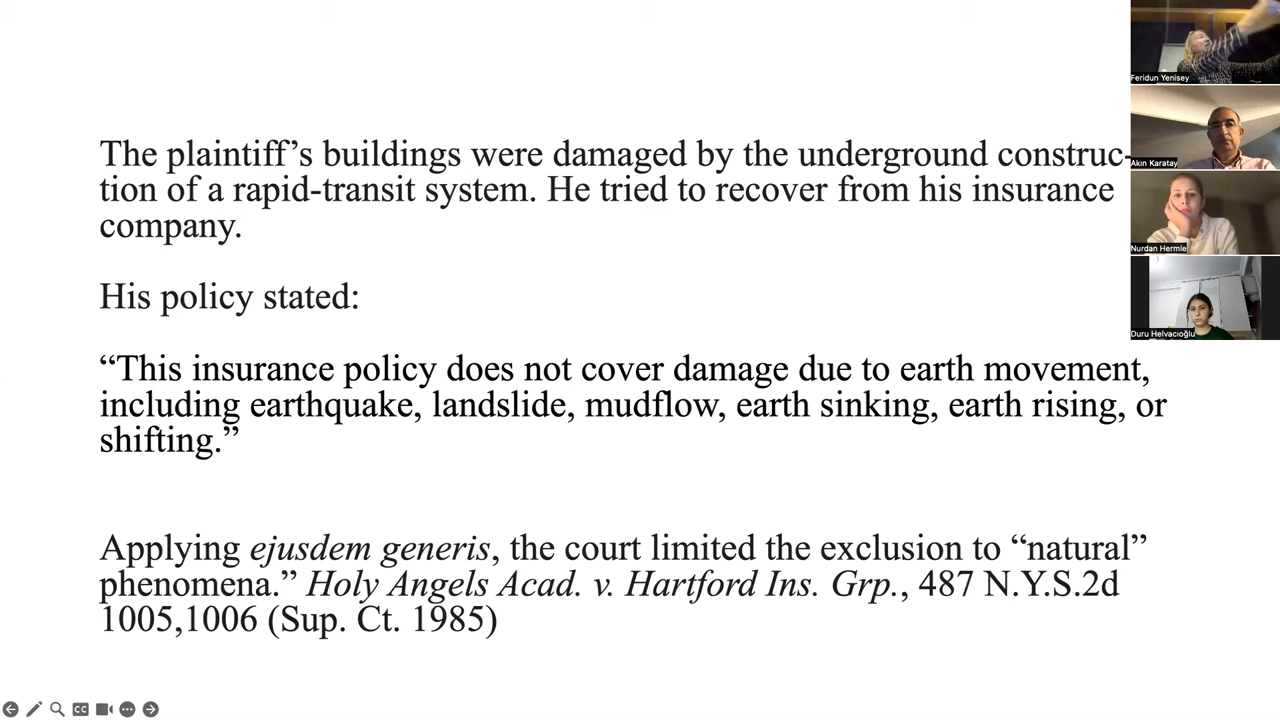 The plaintiff’s buildings were damaged by the underground construc-
tion of a rapid-transit system. He tried to recover from his insurance
company.
His policy stated:
“This insurance policy does not cover damage due to earth movement,
including earthquake, landslide, mudflow, earth sinking, earth rising, or
shifting.”
Applying ejusdem generis, the court limited the exclusion to “natural”
phenomena.” Holy Angels Acad. v. Hartford Ins. Grp., 487 N.Y.S.2d
1005,1006 (Sup. Ct. 1985)
Feridun Yenisey
Akın Karatay
Nurdan Hermle
Duru Helvacıoğlu
CC